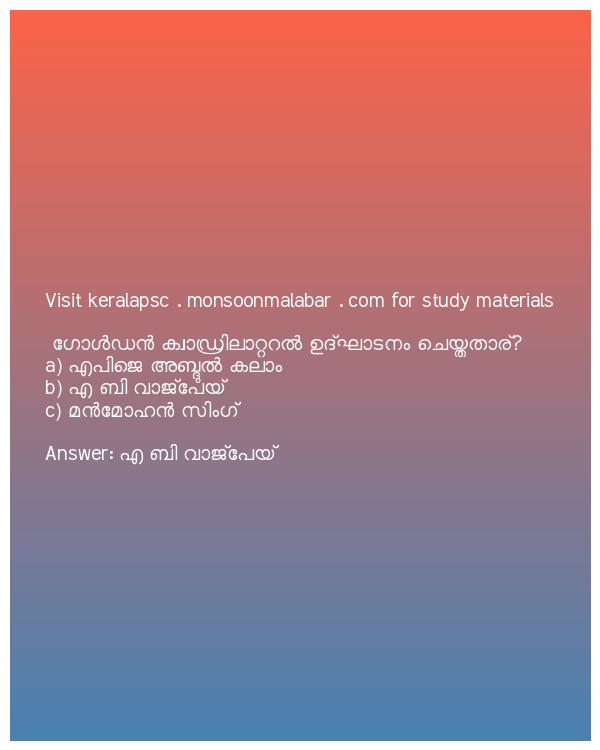 Visit keralapsc . monsoonmalabar . com for study materials
ഗോൾഡൻ ക്വാഡ്രിലാറ്ററൽ ഉദ്ഘാടനം ചെയ്തതാര്?
a) എപിജെ അബ്ദുൽ കലാം
b) എ ബി വാജ്പേയ്
c) മൻമോഹൻ സിംഗ്
Answer: എ ബി വാജ്പേയ്